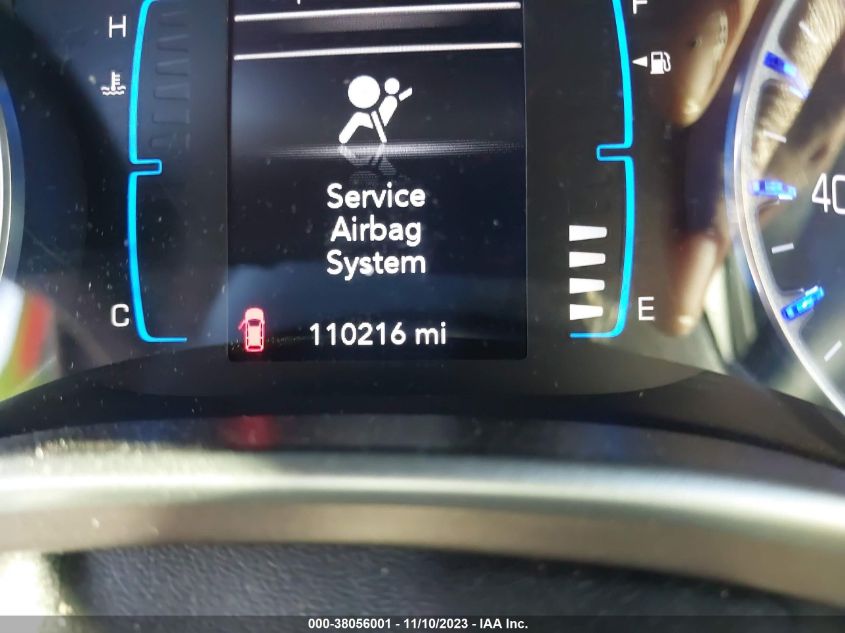 H
F
Service
Airbag
System
40
C
E
110216 mi
000-38056001 - 11/10/2023 - IAA Inc.